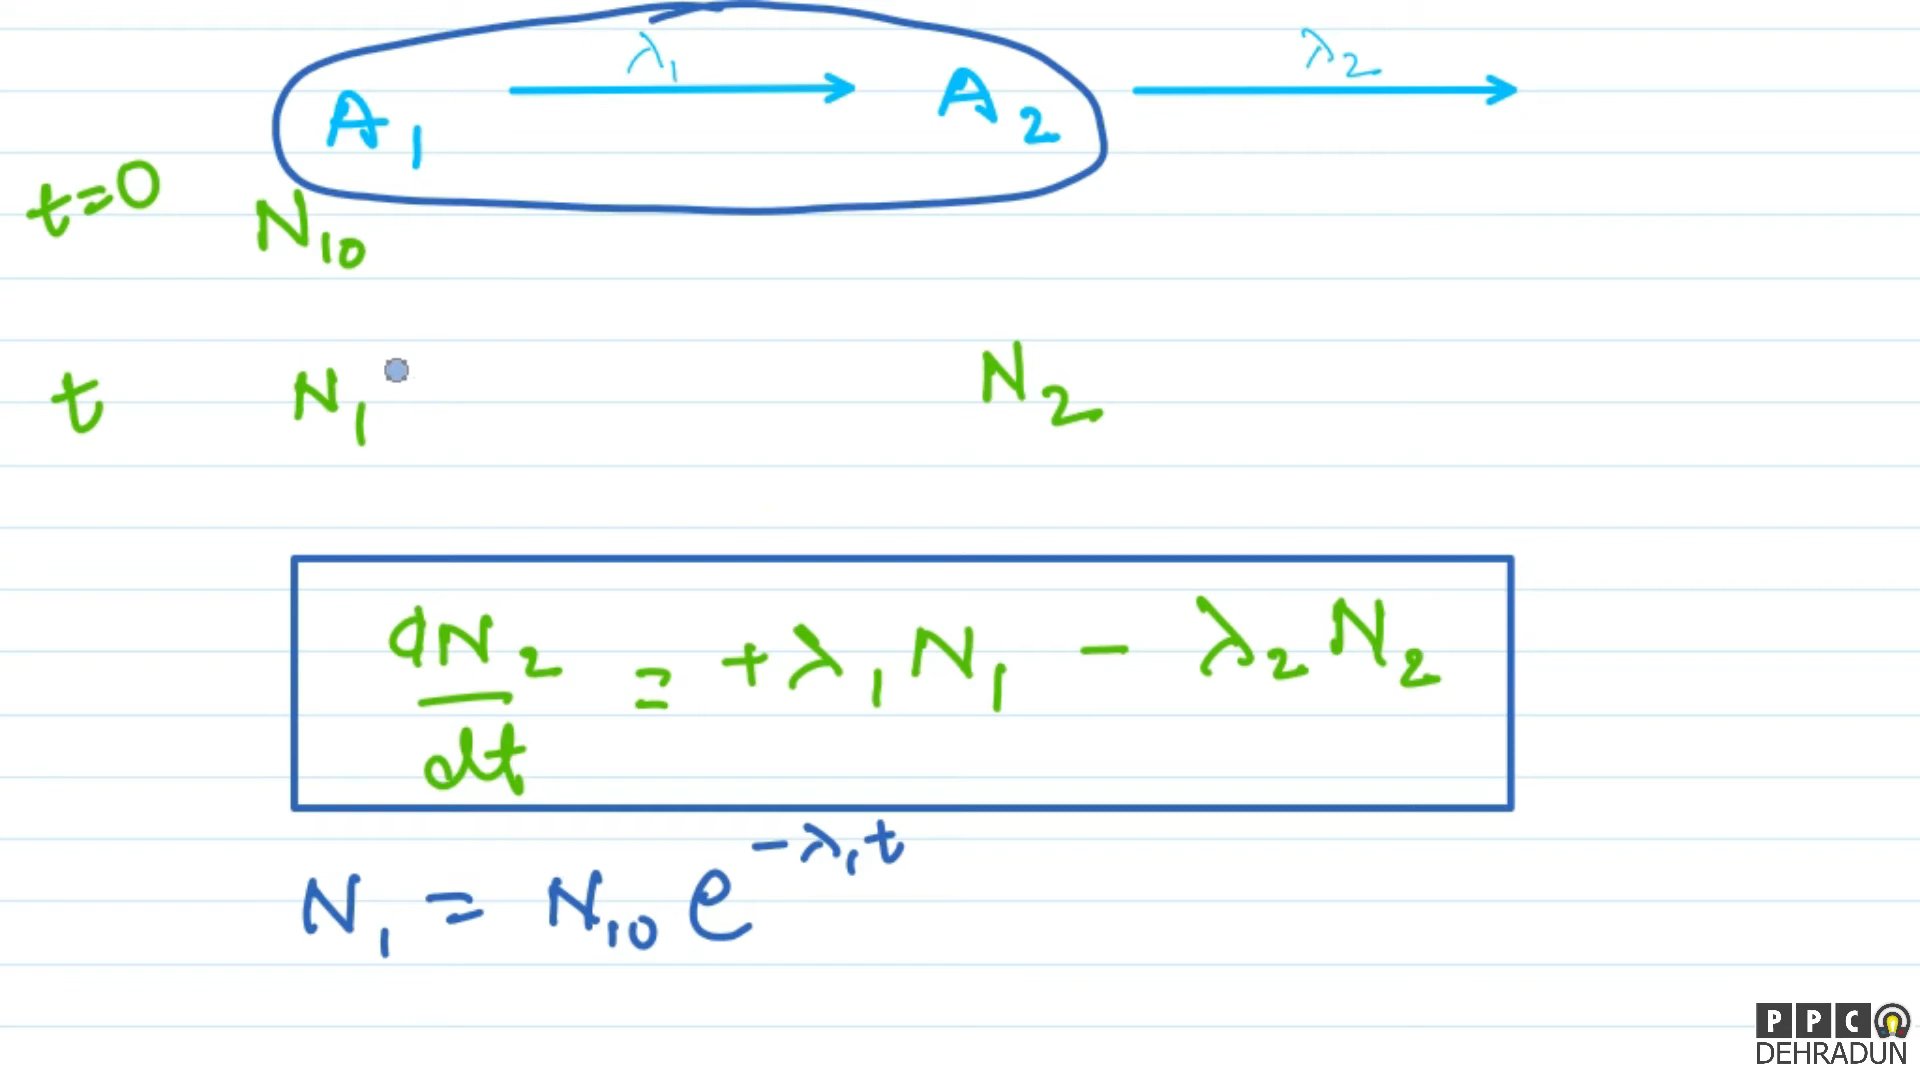 A₁ λ₁ A₂ λ₂
t=0 N₁₀
t N₁ N₂
dN₂/dt = +λ₁N₁ − λ₂N₂
N₁ = N₁₀ e^(−λ₁t)
PPC
DEHRADUN